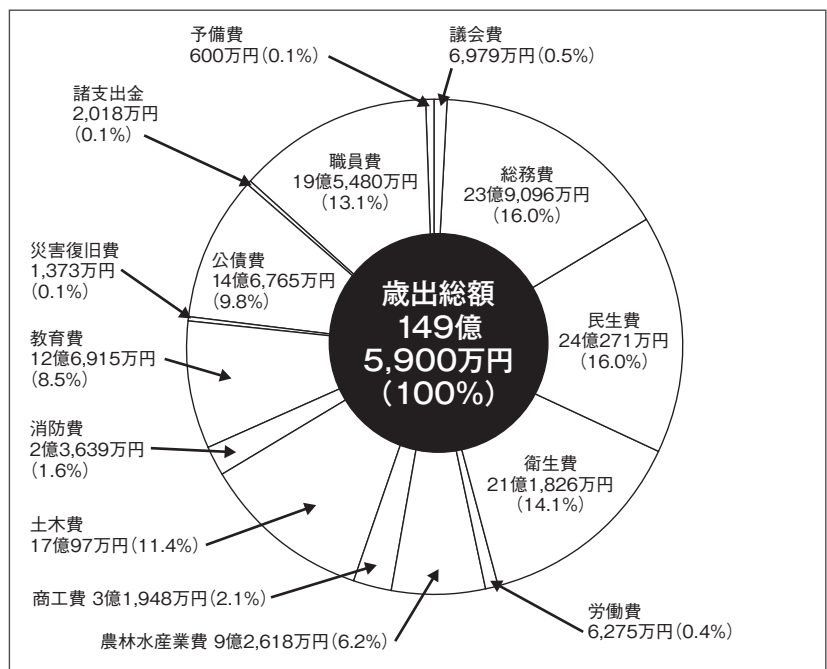 予備費
600万円(0.1%)
議会費
6,979万円(0.5%)
諸支出金
2,018万円
(0.1%)
職員費
19億5,480万円
(13.1%)
総務費
23億9,096万円
(16.0%)
災害復旧費
1,373万円
(0.1%)
公債費
14億6,765万円
(9.8%)
歳出総額
149億
5,900万円
(100%)
民生費
24億271万円
(16.0%)
教育費
12億6,915万円
(8.5%)
消防費
2億3,639万円
(1.6%)
衛生費
21億1,826万円
(14.1%)
土木費
17億97万円(11.4%)
商工費 3億1,948万円(2.1%)
労働費
6,275万円(0.4%)
農林水産業費 9億2,618万円(6.2%)